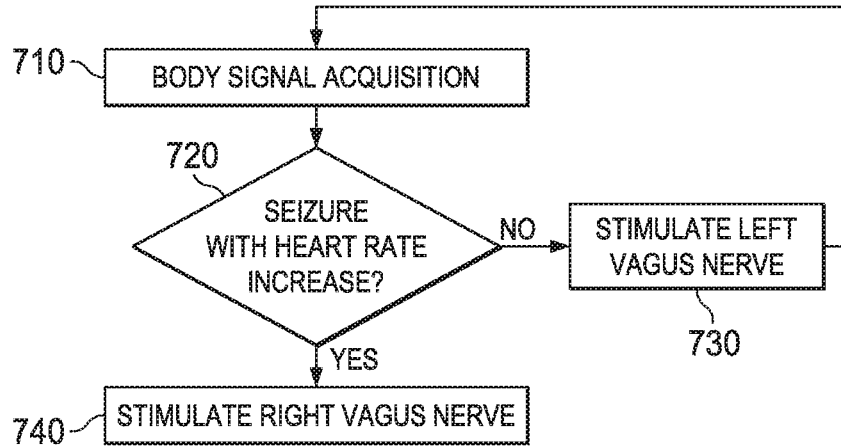 710
BODY SIGNAL ACQUISITION
720
SEIZURE
WITH HEART RATE
INCREASE?
NO
STIMULATE LEFT
VAGUS NERVE
730
YES
740
STIMULATE RIGHT VAGUS NERVE